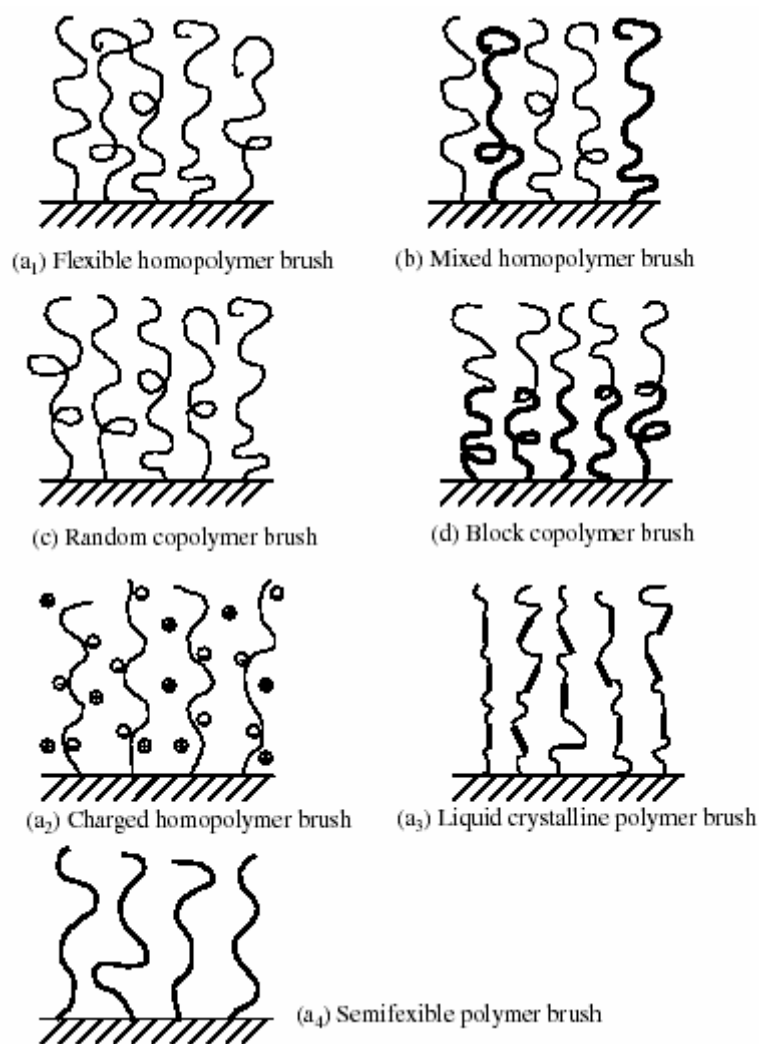 (a₁) Flexible homopolymer brush
(b) Mixed homopolymer brush
(c) Random copolymer brush
(d) Block copolymer brush
(a₂) Charged homopolymer brush
(a₃) Liquid crystalline polymer brush
(a₄) Semifexible polymer brush